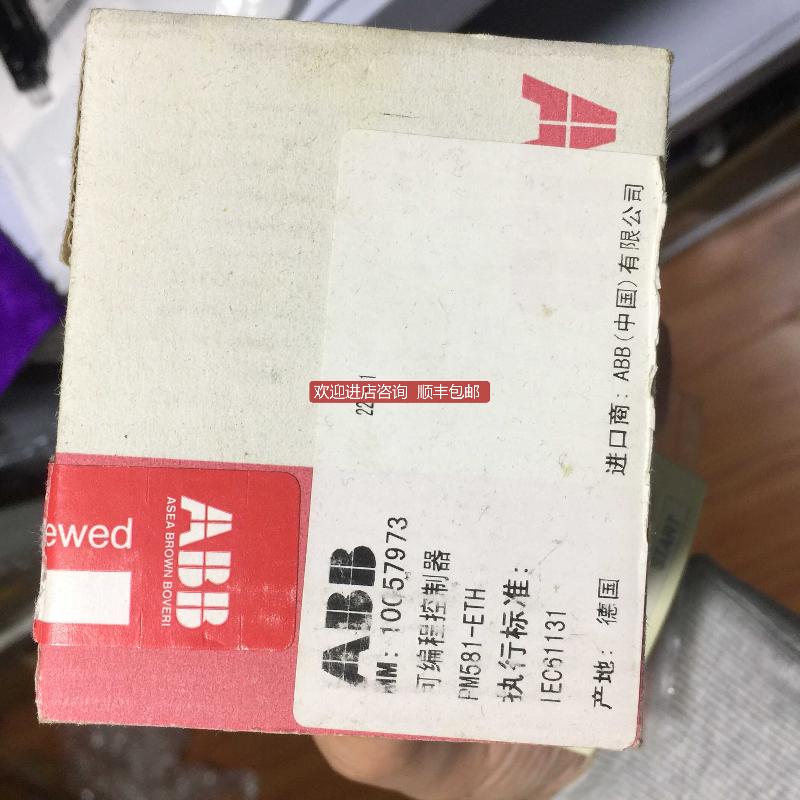 ABB
MM: 10057973
可编程控制器
PM581-ETH
执行标准:
IEC61131
产地: 德国
进口商: ABB(中国)有限公司
欢迎进店咨询 顺丰包邮
ABB
ASEA BROWN BOVERI
ewed